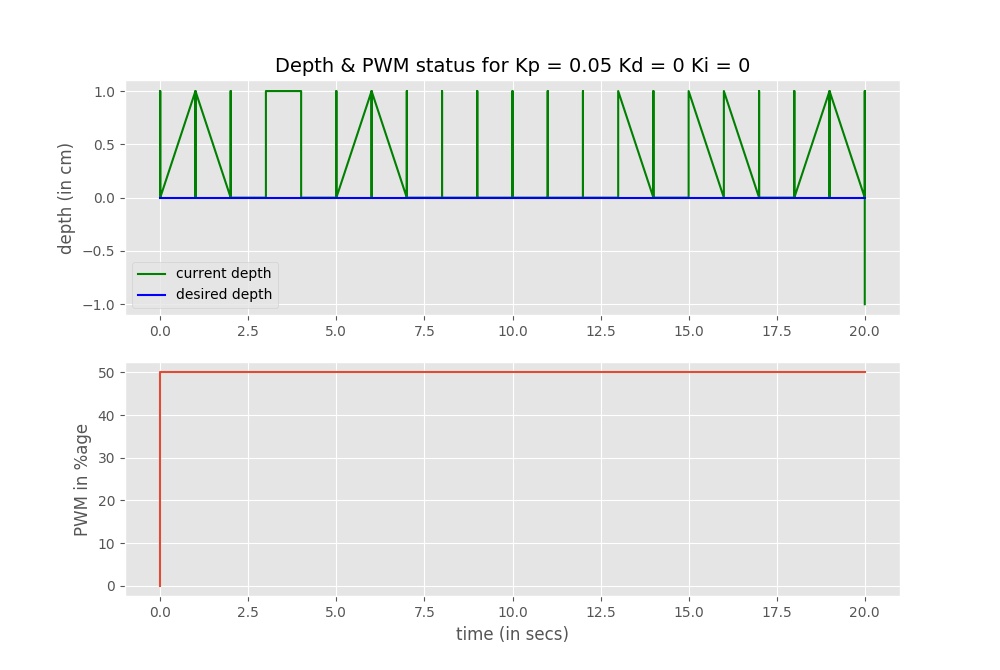 Depth & PWM status for Kp = 0.05 Kd = 0 Ki = 0
depth (in cm)
1.0
0.5
0.0
−0.5
−1.0
current depth
desired depth
0.0 2.5 5.0 7.5 10.0 12.5 15.0 17.5 20.0
PWM in %age
50
40
30
20
10
0
0.0 2.5 5.0 7.5 10.0 12.5 15.0 17.5 20.0
time (in secs)